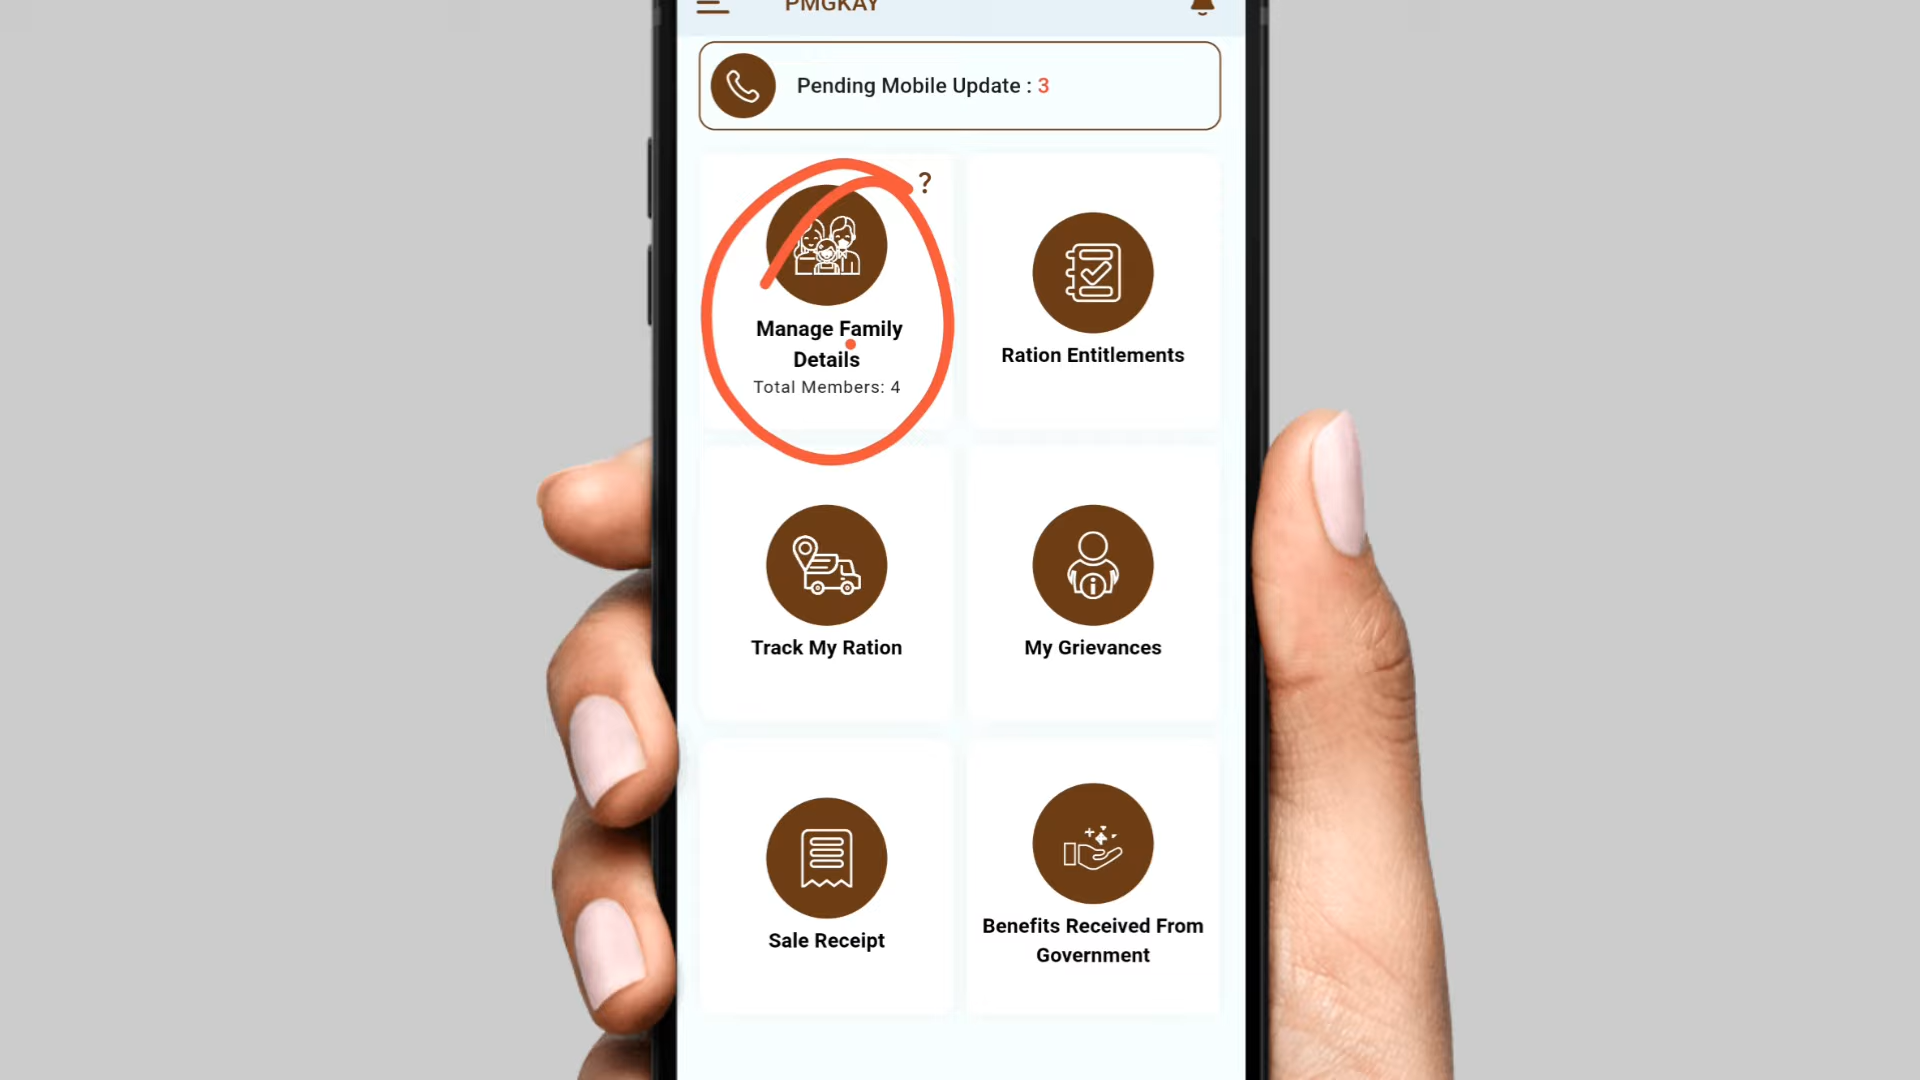 PMGKAY
Pending Mobile Update : 3
?
Manage Family
Details
Total Members: 4
Ration Entitlements
Track My Ration
My Grievances
Sale Receipt
Benefits Received From
Government